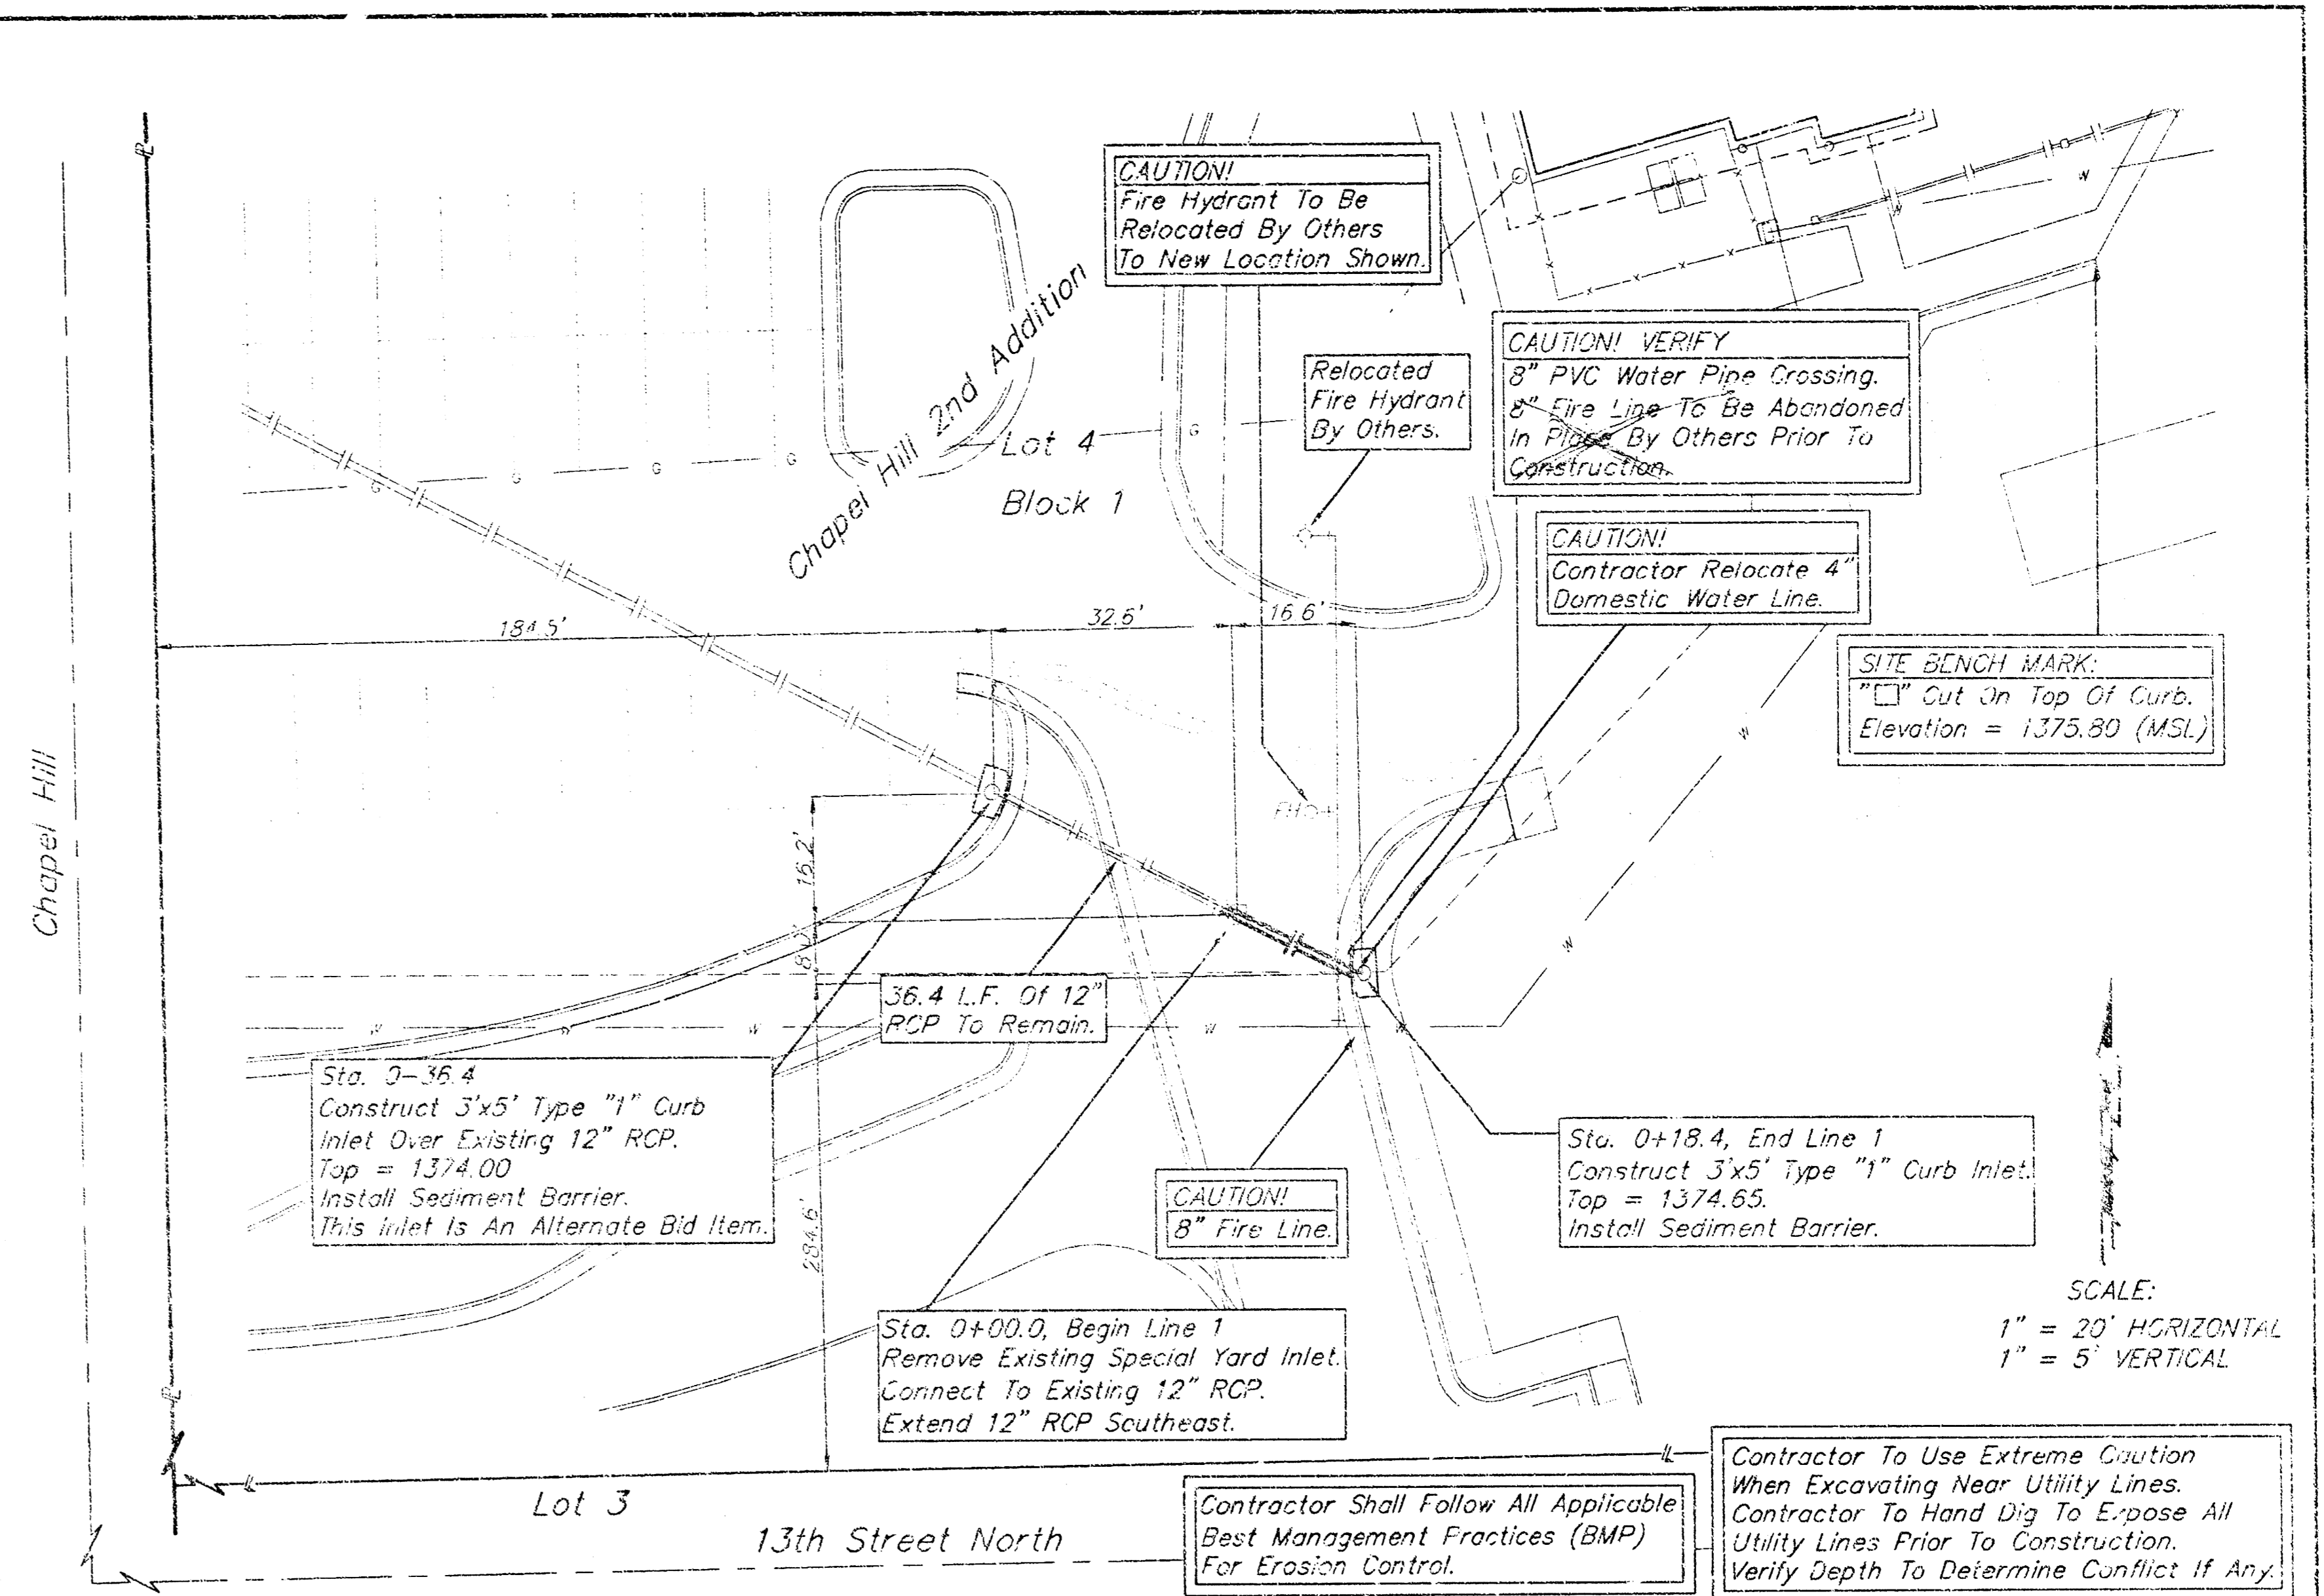 CAUTION!
Fire Hydrant To Be
Relocated By Others
To New Location Shown.
Relocated
Fire Hydrant
By Others.
CAUTION! VERIFY
8" PVC Water Pipe Crossing.
8" Fire Line To Be Abandoned
In Place By Others Prior To
Construction.
CAUTION!
Contractor Relocate 4"
Domestic Water Line.
SITE BENCH MARK:
"□" Cut On Top Of Curb.
Elevation = 1375.80 (MSL)
Chapel Hill 2nd Addition
Lot 4
Block 1
G G G G G
184.5'
32.6'
16.6'
Chapel Hill
16.2'
8.0'
284.6'
36.4 L.F. Of 12"
RCP To Remain.
W W W W W W W W W
Sta. 0-36.4
Construct 3'x5' Type "1" Curb
Inlet Over Existing 12" RCP.
Top = 1374.00
Install Sediment Barrier.
This Inlet Is An Alternate Bid Item.
CAUTION!
8" Fire Line.
Sta. 0+18.4, End Line 1
Construct 3'x5' Type "1" Curb Inlet.
Top = 1374.65.
Install Sediment Barrier.
Sta. 0+00.0, Begin Line 1
Remove Existing Special Yard Inlet.
Connect To Existing 12" RCP.
Extend 12" RCP Southeast.
SCALE:
1" = 20' HORIZONTAL
1" = 5' VERTICAL
Lot 3
13th Street North
Contractor Shall Follow All Applicable
Best Management Practices (BMP)
For Erosion Control.
Contractor To Use Extreme Caution
When Excavating Near Utility Lines.
Contractor To Hand Dig To Expose All
Utility Lines Prior To Construction.
Verify Depth To Determine Conflict If Any.